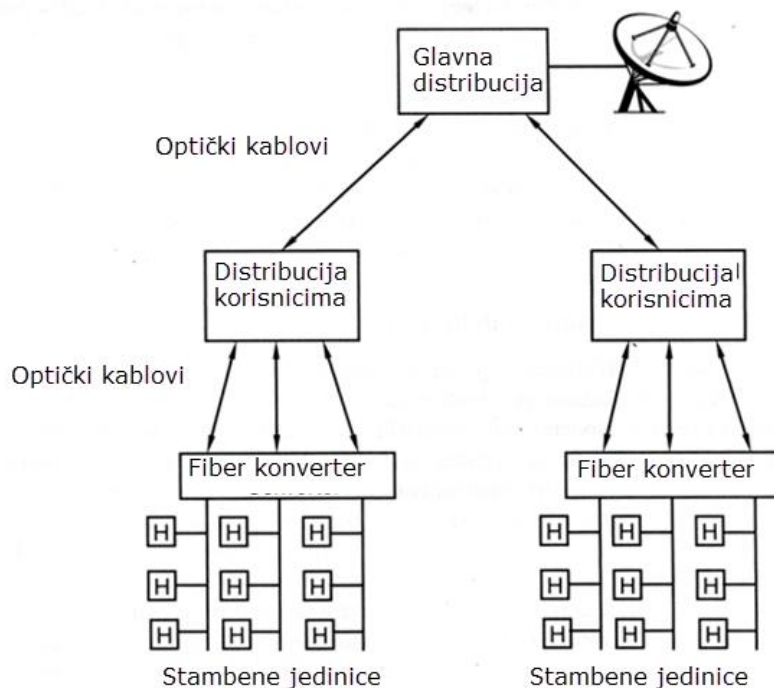 Glavna
distribucija
Optički kablovi
Distribucija
korisnicima
Distribucija
korisnicima
Optički kablovi
Fiber konverter
Fiber konverter
H H H H H H
H H H H H H
H H H H H H
Stambene jedinice
Stambene jedinice